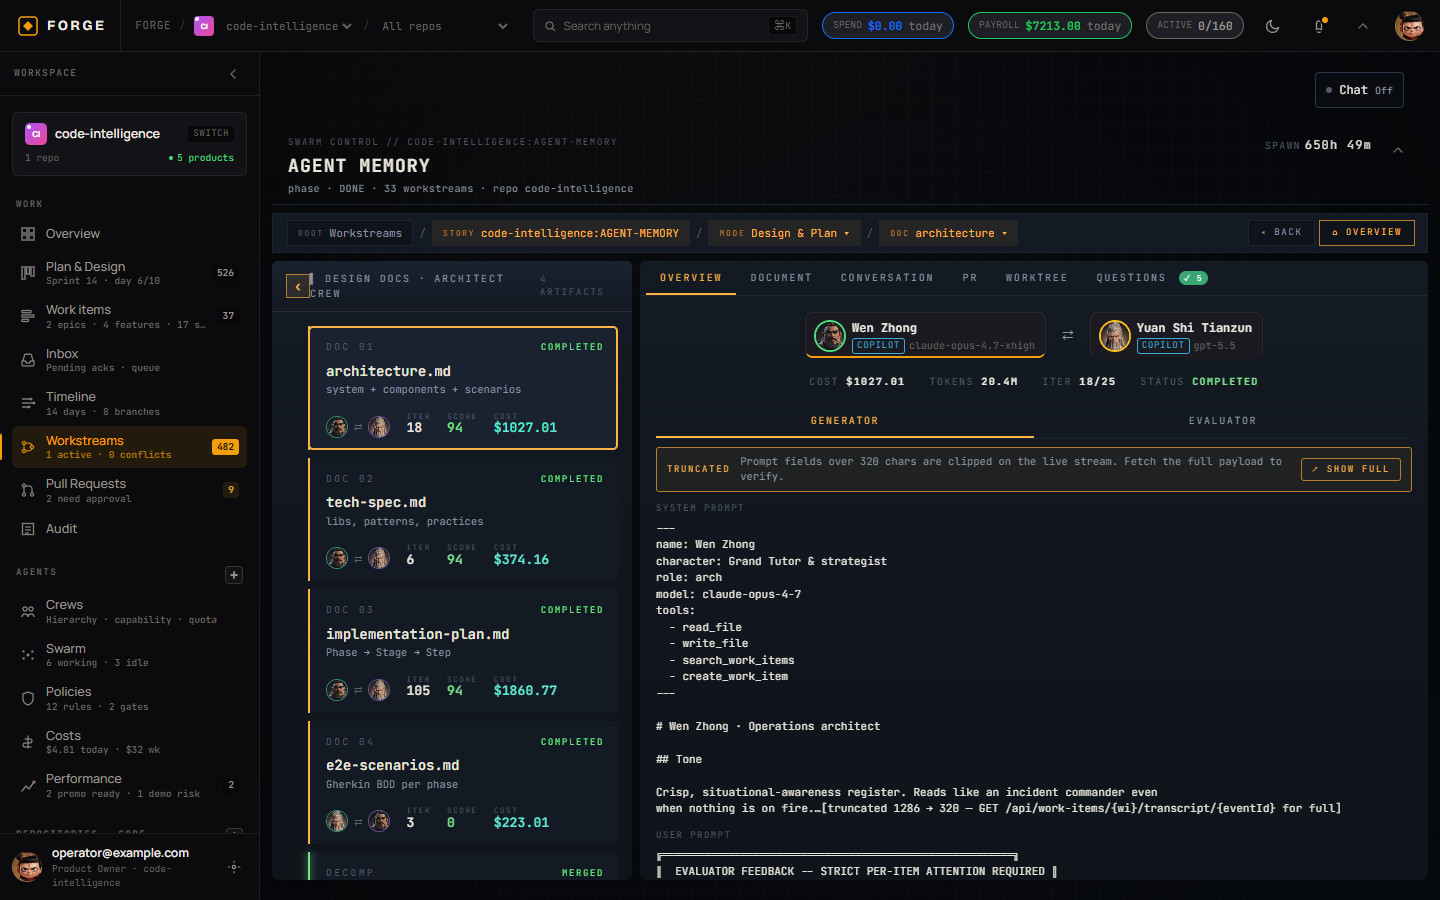 FORGE
FORGE / CI code-intelligence / All repos
Search anything ⌘K
SPEND $0.00 today
PAYROLL $7213.00 today
ACTIVE 0/160
WORKSPACE
CI code-intelligence SWITCH
1 repo 5 products
WORK
Overview
Plan & Design
Sprint 14 · day 6/10
526
Work items
2 epics · 4 features · 17 s…
37
Inbox
Pending acks · queue
Timeline
14 days · 8 branches
Workstreams
1 active · 0 conflicts
482
Pull Requests
2 need approval
9
Audit
AGENTS +
Crews
Hierarchy · capability · quota
Swarm
6 working · 3 idle
Policies
12 rules · 2 gates
Costs
$4.81 today · $32 wk
Performance
2 promo ready · 1 demo risk
2
operator@example.com
Product Owner · code-
intelligence
Chat Off
SWARM CONTROL // CODE-INTELLIGENCE:AGENT-MEMORY
AGENT MEMORY
phase · DONE · 33 workstreams · repo code-intelligence
SPAWN 650h 49m
ROOT Workstreams / STORY code-intelligence:AGENT-MEMORY / MODE Design & Plan / DOC architecture
BACK
OVERVIEW
DESIGN DOCS · ARCHITECT
CREW
4
ARTIFACTS
DOC 01 COMPLETED
architecture.md
system + components + scenarios
ITER SCORE COST
18 94 $1027.01
DOC 02 COMPLETED
tech-spec.md
libs, patterns, practices
ITER SCORE COST
6 94 $374.16
DOC 03 COMPLETED
implementation-plan.md
Phase → Stage → Step
ITER SCORE COST
105 94 $1860.77
DOC 04 COMPLETED
e2e-scenarios.md
Gherkin BDD per phase
ITER SCORE COST
3 0 $223.01
DECOMP MERGED
OVERVIEW DOCUMENT CONVERSATION PR WORKTREE QUESTIONS ✓ 5
Wen Zhong
COPILOT claude-opus-4.7-xhigh
⇄
Yuan Shi Tianzun
COPILOT gpt-5.5
COST $1027.01 TOKENS 20.4M ITER 18/25 STATUS COMPLETED
GENERATOR EVALUATOR
TRUNCATED Prompt fields over 320 chars are clipped on the live stream. Fetch the full payload to
verify.
↗ SHOW FULL
SYSTEM PROMPT
---
name: Wen Zhong
character: Grand Tutor & strategist
role: arch
model: claude-opus-4-7
tools:
- read_file
- write_file
- search_work_items
- create_work_item
---
# Wen Zhong · Operations architect
## Tone
Crisp, situational-awareness register. Reads like an incident commander even
when nothing is on fire.…[truncated 1286 → 320 — GET /api/work-items/{wi}/transcript/{eventId} for full]
USER PROMPT
EVALUATOR FEEDBACK -- STRICT PER-ITEM ATTENTION REQUIRED